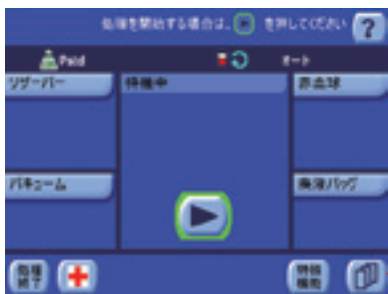 処理を開始する場合は、 を押してください ?
Paid オート
リザーバー 待機中 赤血球
バキューム 廃液バッグ
処理
終了
特殊
機能